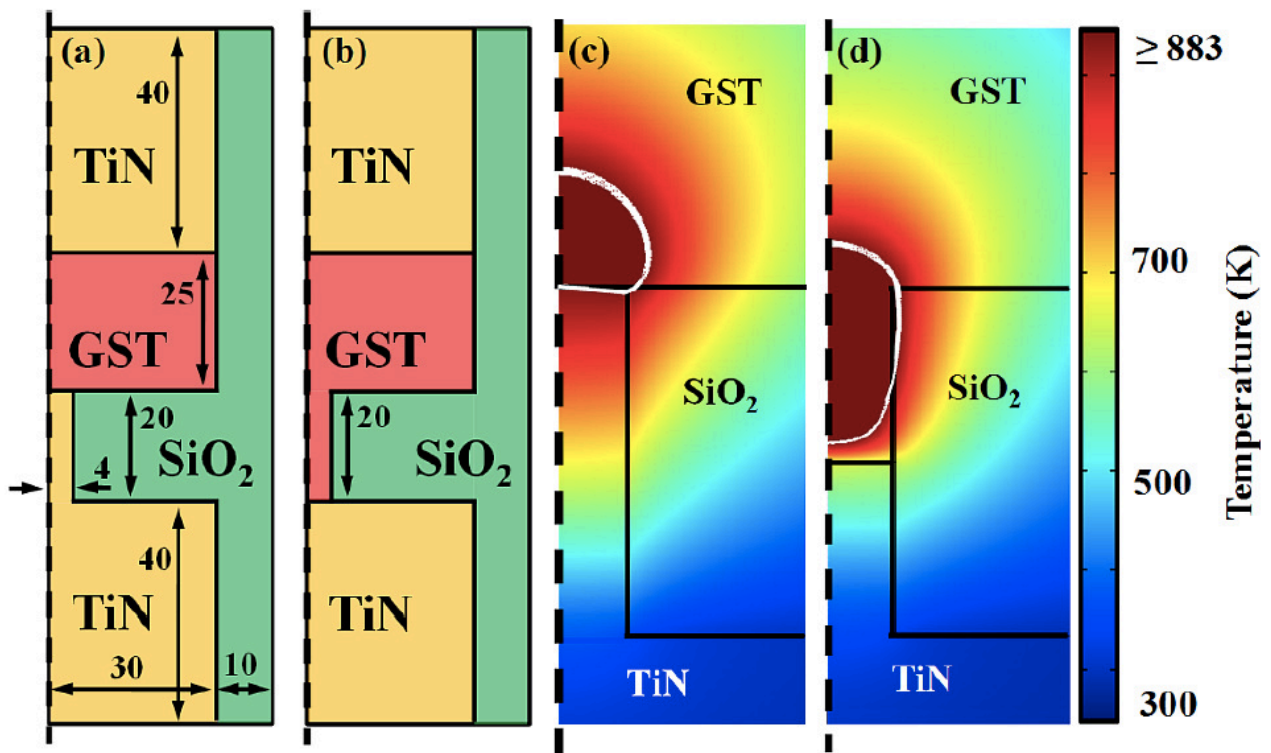 (a)
40
TiN
25
GST
20
SiO₂
4
40
TiN
30
10
(b)
TiN
GST
20
SiO₂
TiN
(c)
GST
SiO₂
TiN
(d)
GST
SiO₂
TiN
≥ 883
700
500
300
Temperature (K)